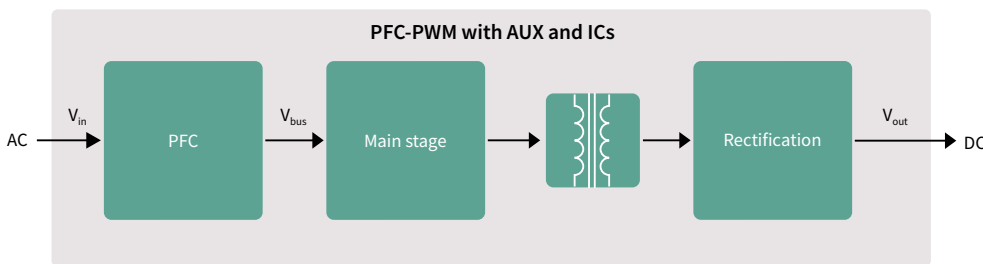 PFC-PWM with AUX and ICs
AC
Vin
PFC
Vbus
Main stage
Rectification
Vout
DC